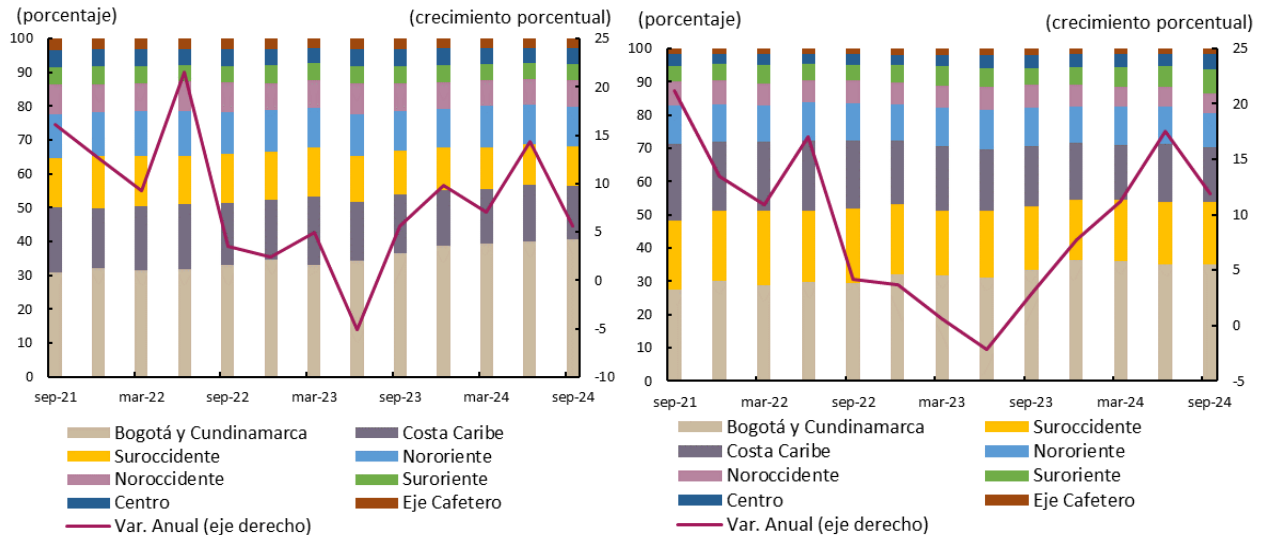 (porcentaje)
(crecimiento porcentual)
100
90
80
70
60
50
40
30
20
10
0
25
20
15
10
5
0
-5
-10
sep-21
mar-22
sep-22
mar-23
sep-23
mar-24
sep-24
Bogotá y Cundinamarca
Costa Caribe
Suroccidente
Nororiente
Noroccidente
Suroriente
Centro
Eje Cafetero
Var. Anual (eje derecho)
(porcentaje)
(crecimiento porcentual)
100
90
80
70
60
50
40
30
20
10
0
25
20
15
10
5
0
-5
sep-21
mar-22
sep-22
mar-23
sep-23
mar-24
sep-24
Bogotá y Cundinamarca
Suroccidente
Costa Caribe
Nororiente
Noroccidente
Suroriente
Centro
Eje Cafetero
Var. Anual (eje derecho)